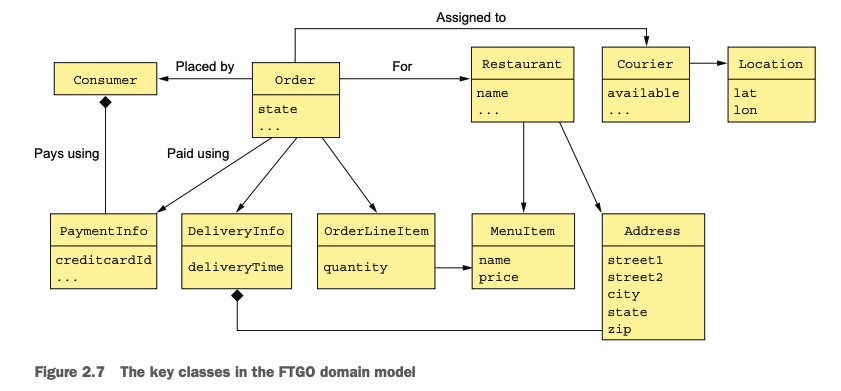 Assigned to
Consumer
Placed by
Order
state
...
For
Restaurant
name
...
Courier
available
...
Location
lat
lon
Pays using
Paid using
PaymentInfo
creditcardId
...
DeliveryInfo
deliveryTime
OrderLineItem
quantity
MenuItem
name
price
Address
street1
street2
city
state
zip
Figure 2.7 The key classes in the FTGO domain model